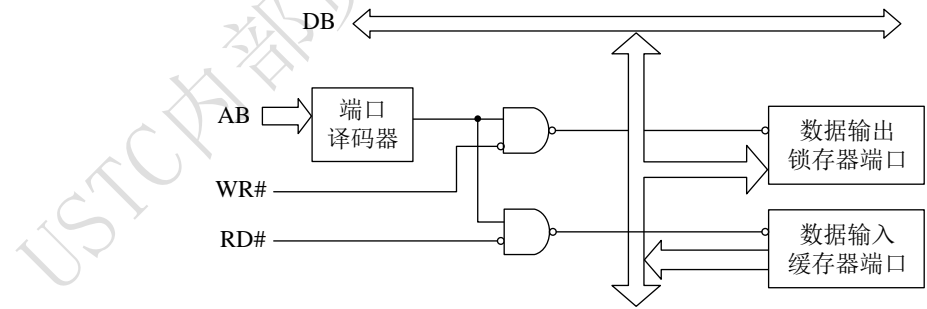 DB
AB
端口
译码器
WR#
RD#
数据输出
锁存器端口
数据输入
缓存器端口
USTC内部